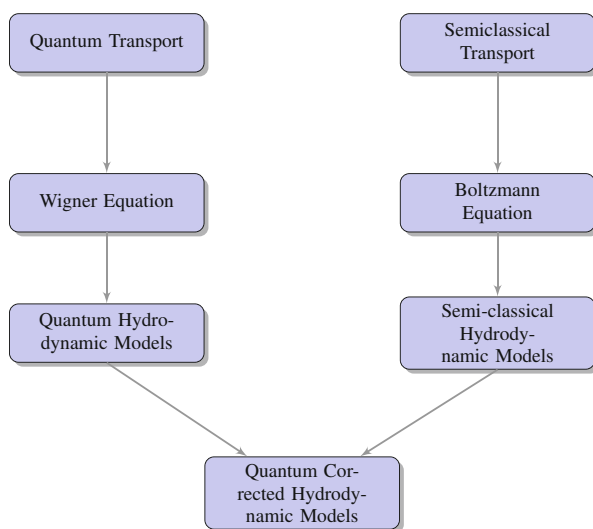 Quantum Transport
Semiclassical
Transport
Wigner Equation
Boltzmann
Equation
Quantum Hydro-
dynamic Models
Semi-classical
Hydrody-
namic Models
Quantum Cor-
rected Hydrody-
namic Models